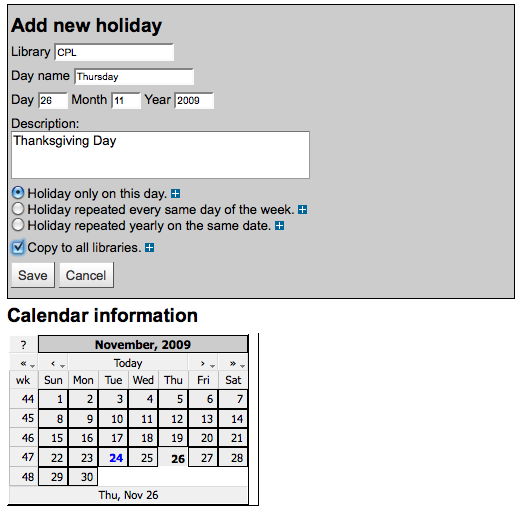 Add new holiday
Library CPL
Day name Thursday
Day 26 Month 11 Year 2009
Description:
Thanksgiving Day
Holiday only on this day.
Holiday repeated every same day of the week.
Holiday repeated yearly on the same date.
Copy to all libraries.
Save Cancel
Calendar information
? November, 2009
« ‹ Today › »
wk Sun Mon Tue Wed Thu Fri Sat
44 1 2 3 4 5 6 7
45 8 9 10 11 12 13 14
46 15 16 17 18 19 20 21
47 22 23 24 25 26 27 28
48 29 30
Thu, Nov 26